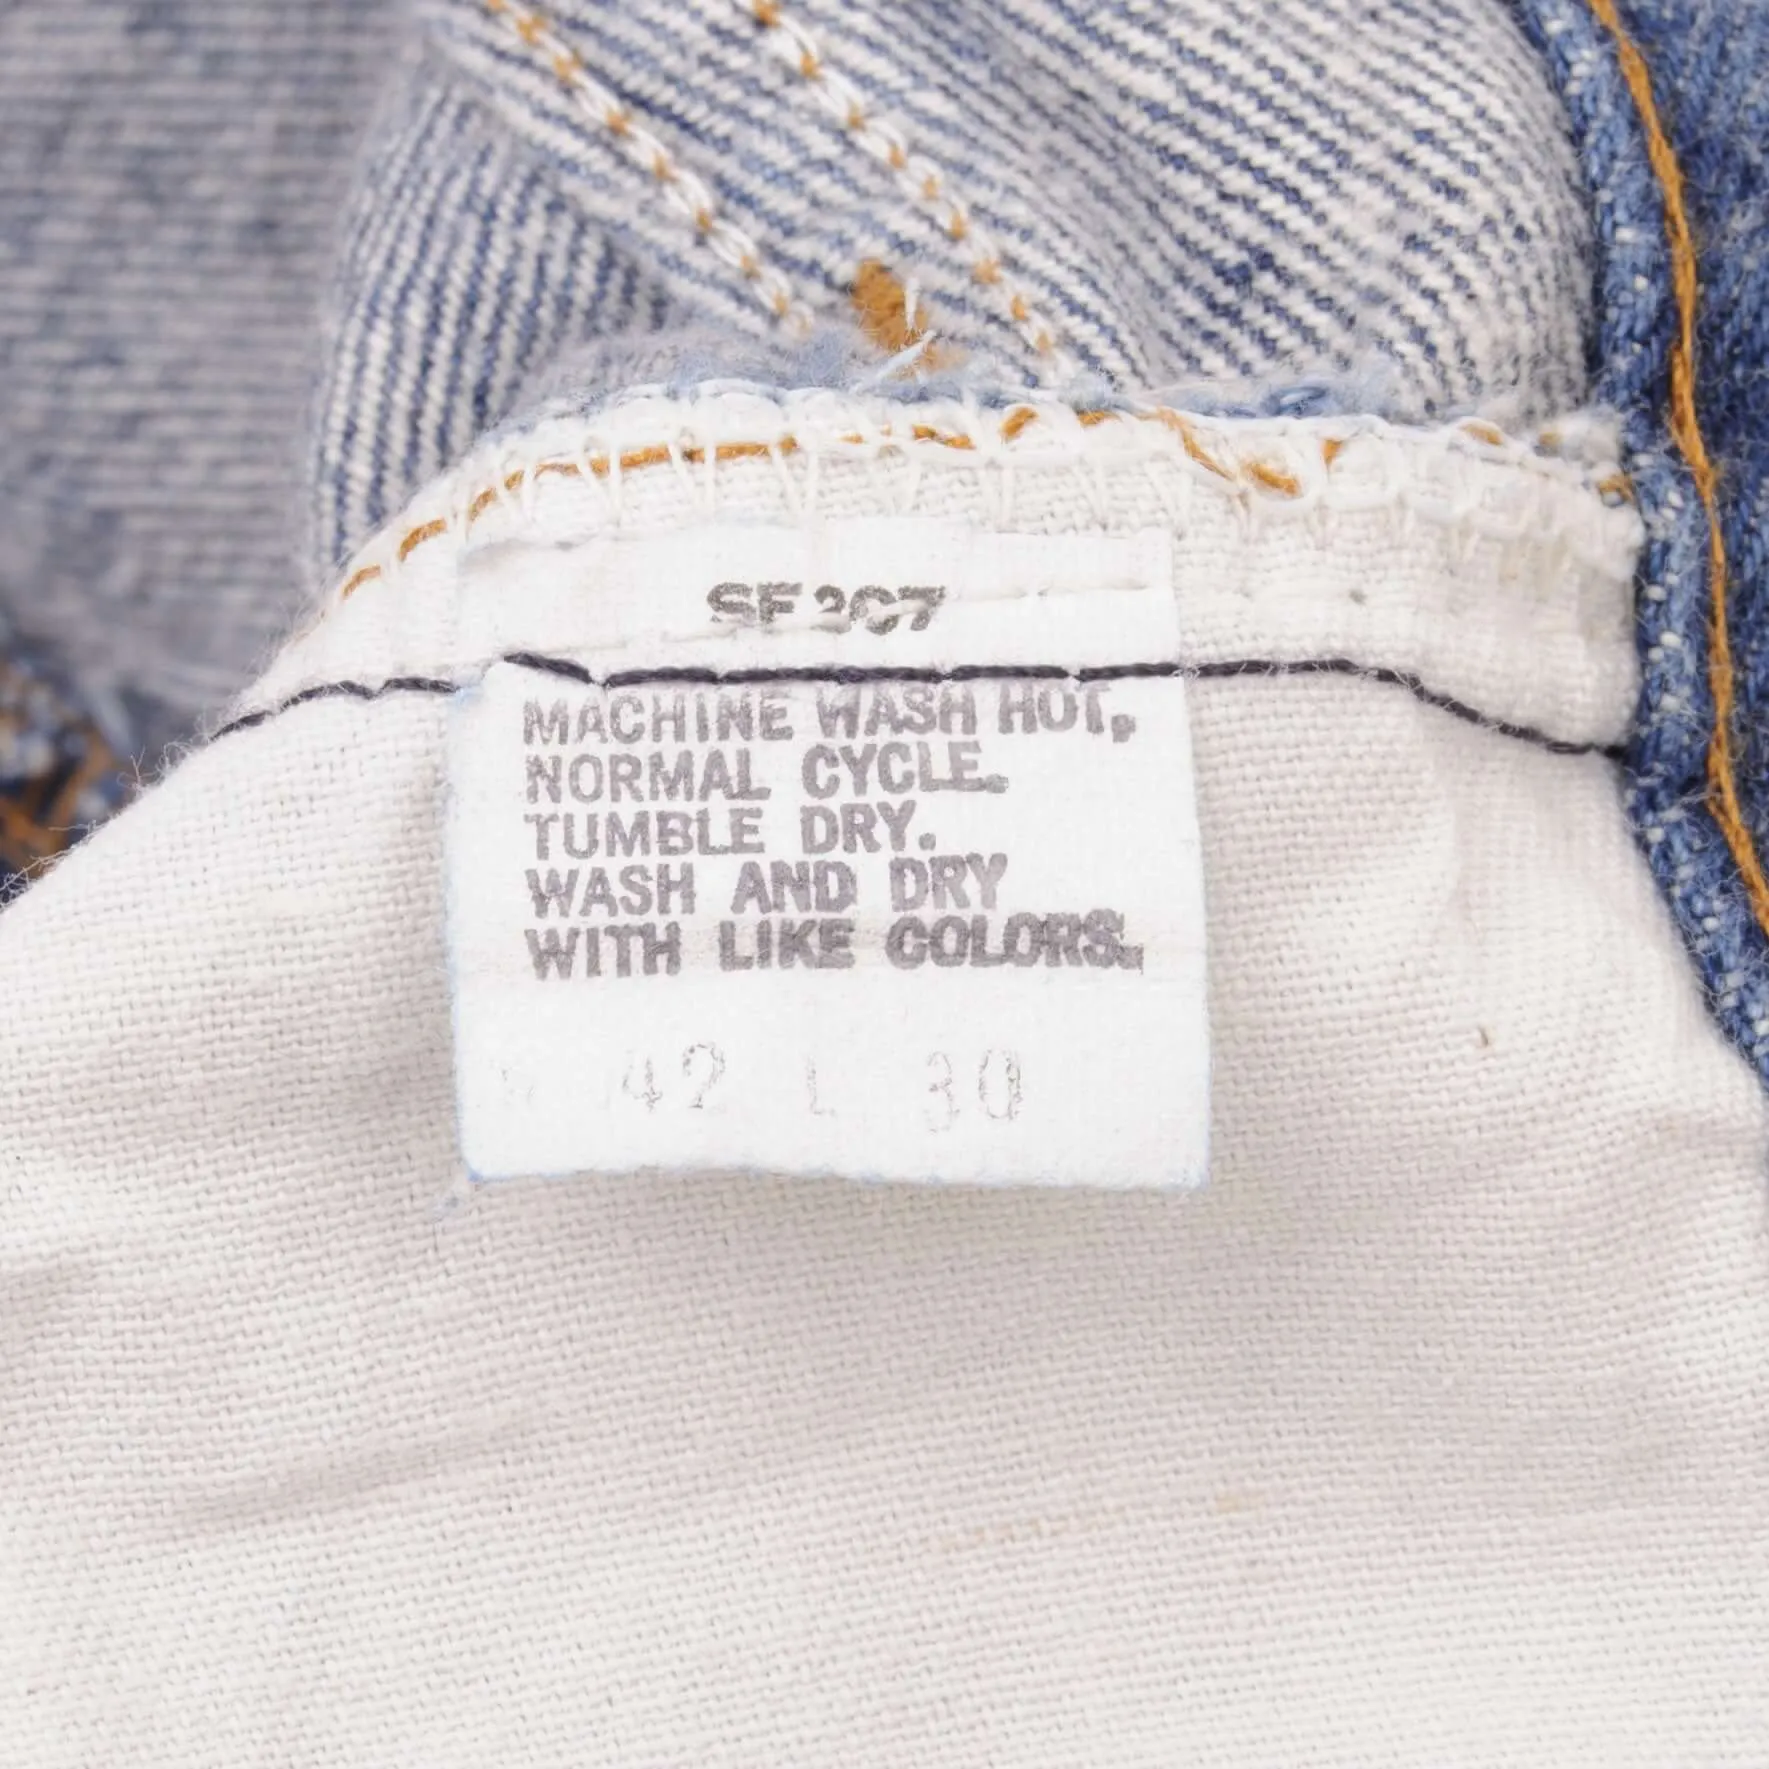 SF 207
MACHINE WASH HOT,
NORMAL CYCLE.
TUMBLE DRY.
WASH AND DRY
WITH LIKE COLORS.
W 42 L 30